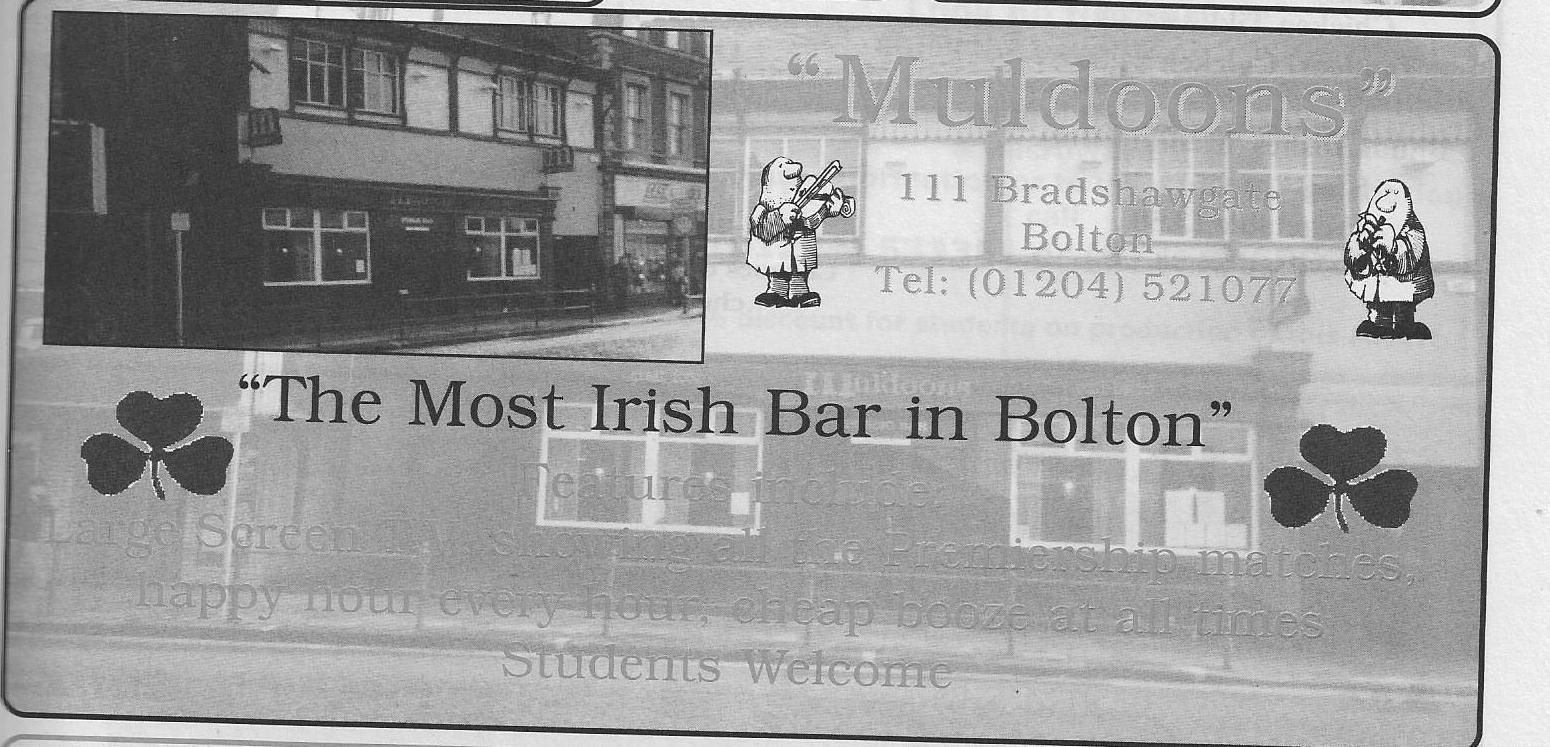 “Muldoons”
111 Bradshawgate
Bolton
Tel: (01204) 521077
“The Most Irish Bar in Bolton”
Features include:
Large Screen T.V. showing all the Premiership matches,
happy hour every hour, cheap booze at all times
Students Welcome